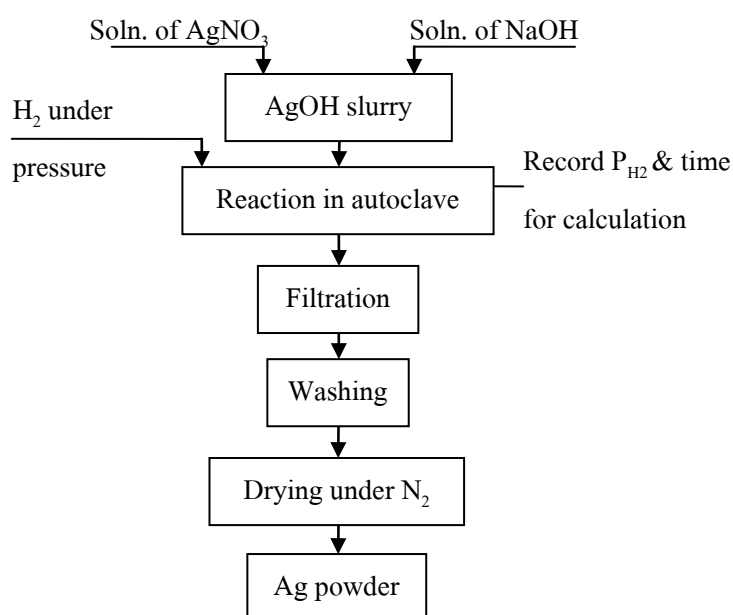 Soln. of AgNO₃
Soln. of NaOH
AgOH slurry
H₂ under
pressure
Reaction in autoclave
Record P_H2 & time
for calculation
Filtration
Washing
Drying under N₂
Ag powder